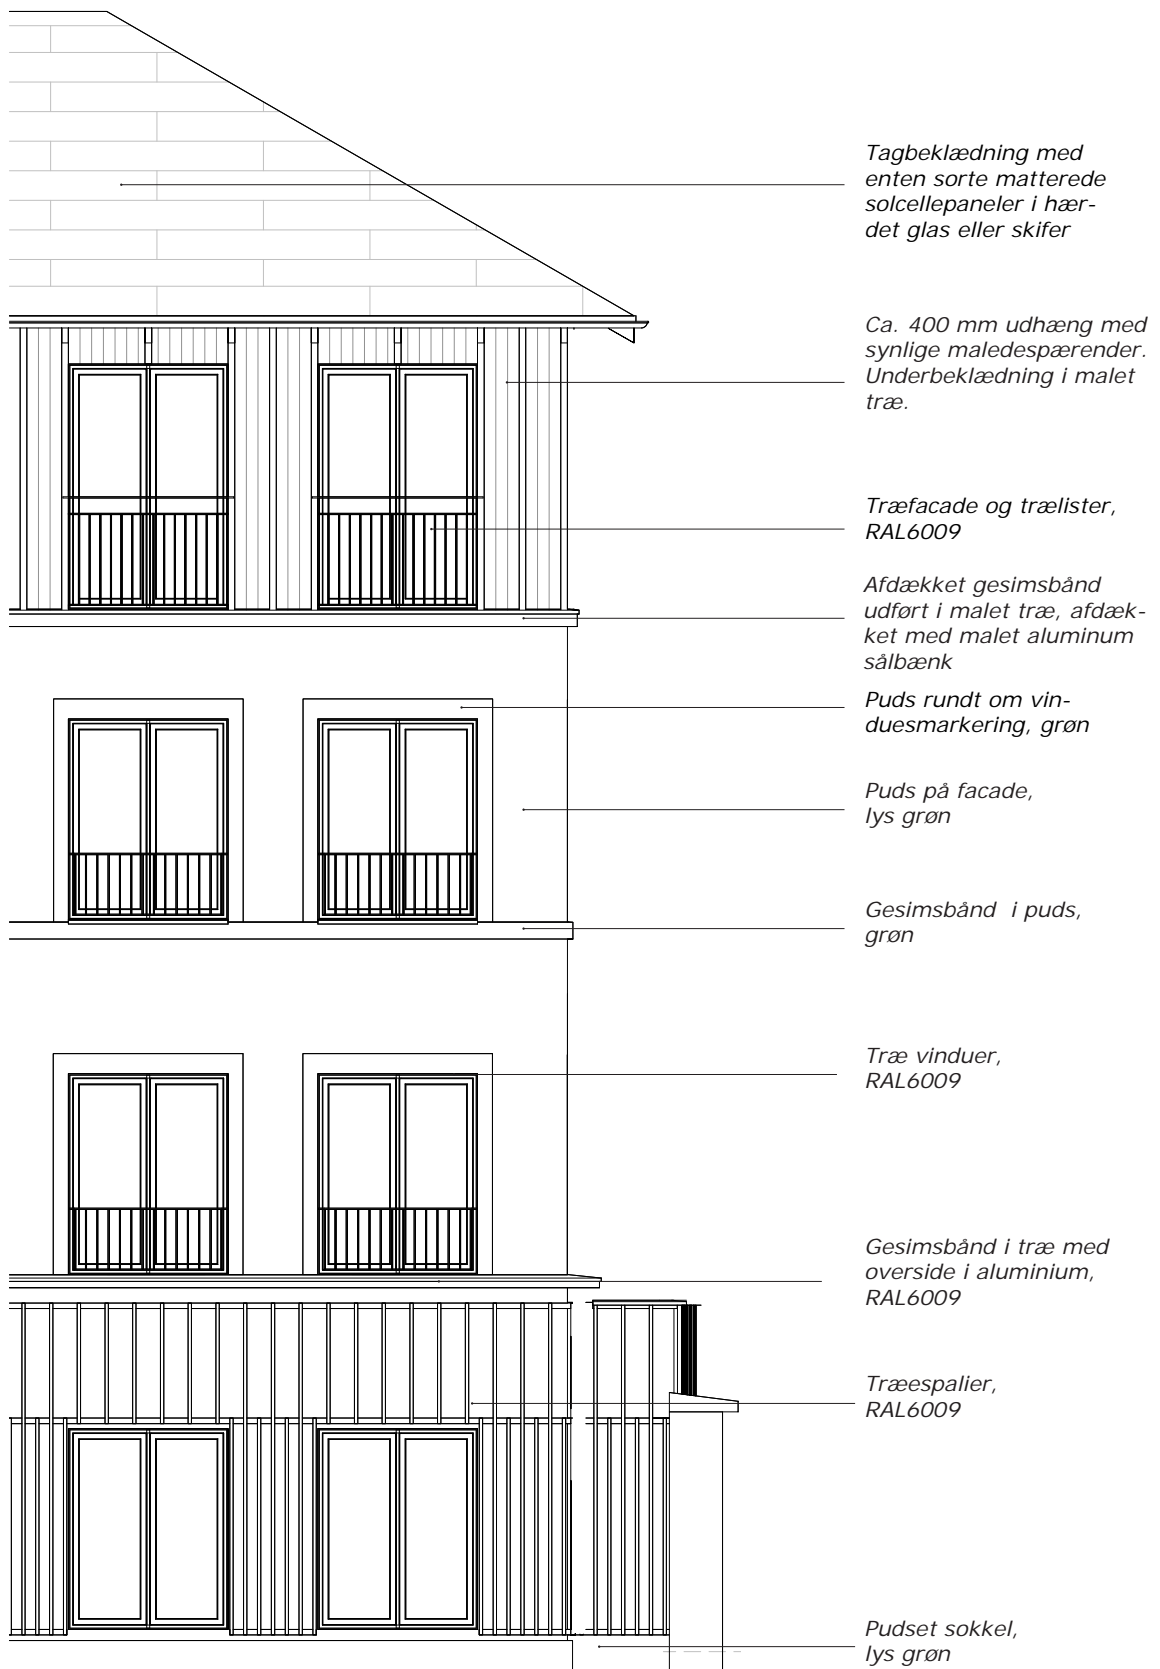 Tagbeklædning med
enten sorte matterede
solcellepaneler i hær-
det glas eller skifer
Ca. 400 mm udhæng med
synlige maledespærender.
Underbeklædning i malet
træ.
Træfacade og trælister,
RAL6009
Afdækket gesimsbånd
udført i malet træ, afdæk-
ket med malet aluminum
sålbænk
Puds rundt om vin-
duesmarkering, grøn
Puds på facade,
lys grøn
Gesimsbånd i puds,
grøn
Træ vinduer,
RAL6009
Gesimsbånd i træ med
overside i aluminium,
RAL6009
Træespalier,
RAL6009
Pudset sokkel,
lys grøn